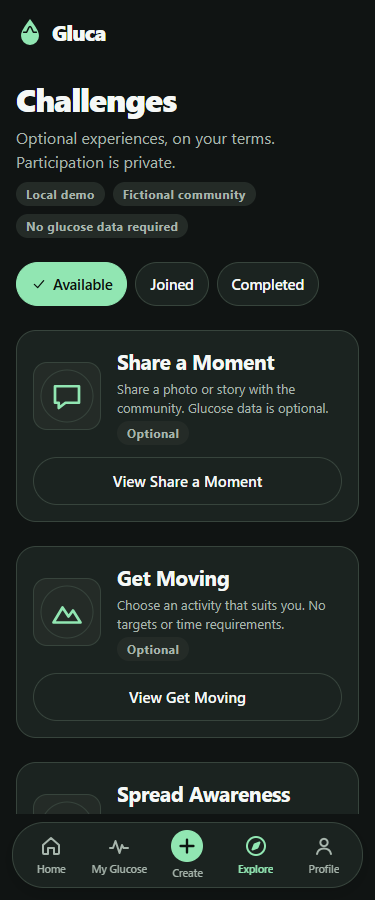 Gluca
Challenges
Optional experiences, on your terms.
Participation is private.
Local demo
Fictional community
No glucose data required
Available
Joined
Completed
Share a Moment
Share a photo or story with the
community. Glucose data is optional.
Optional
View Share a Moment
Get Moving
Choose an activity that suits you. No
targets or time requirements.
Optional
View Get Moving
Spread Awareness
Home
My Glucose
Create
Explore
Profile